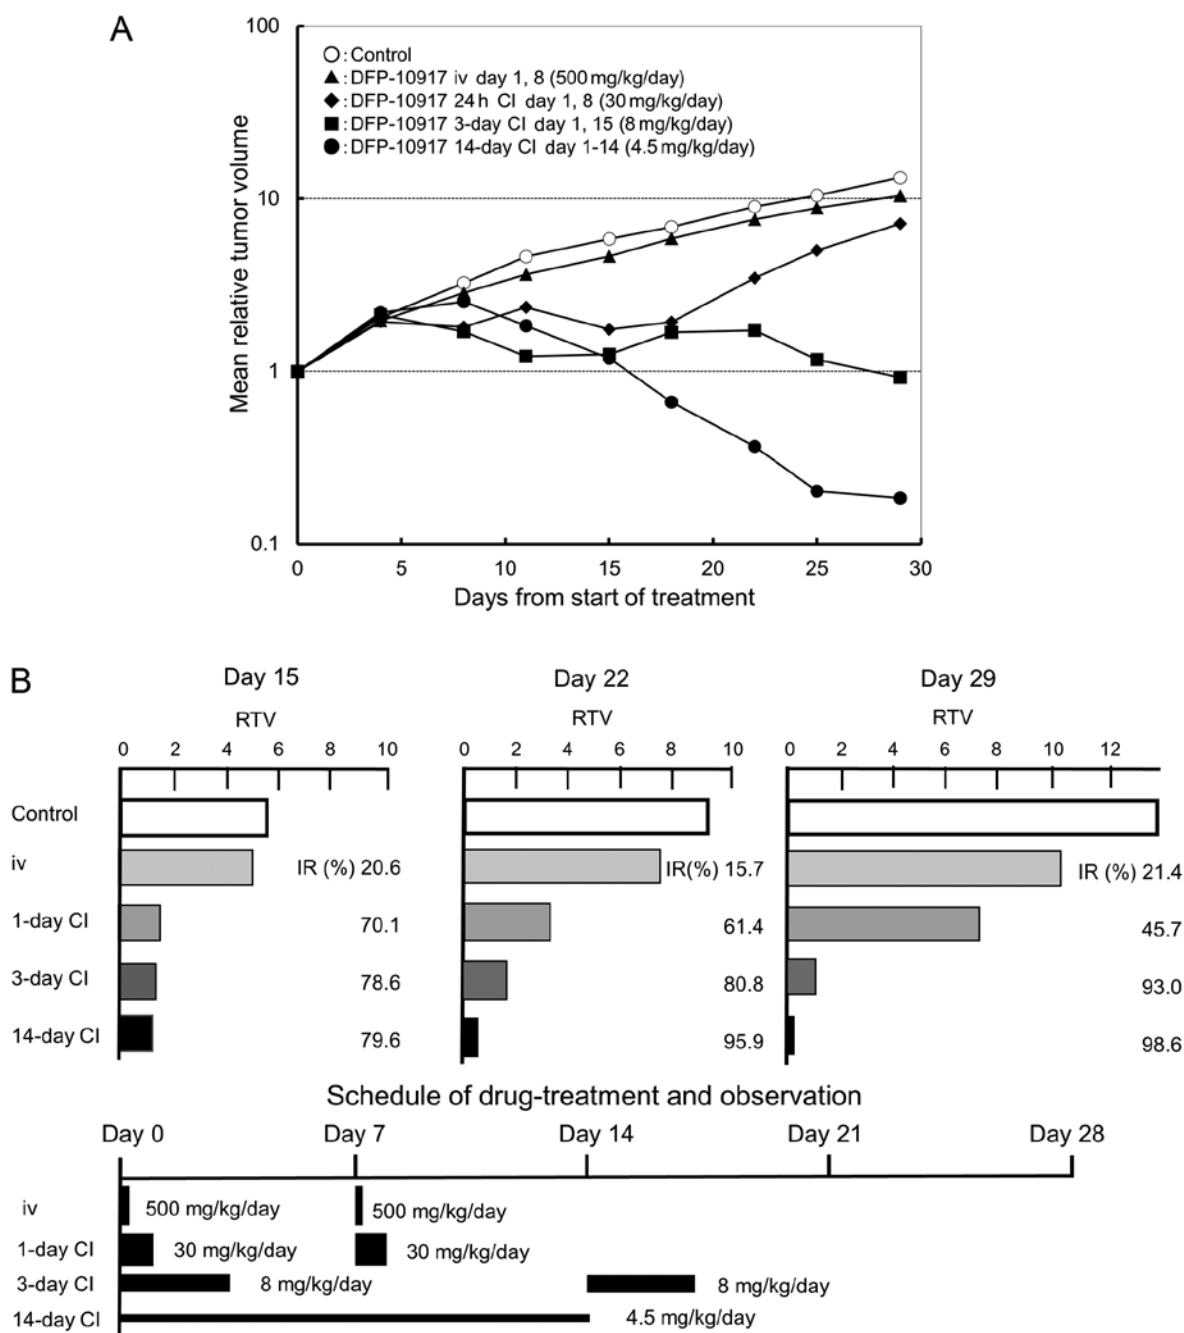 A
100
○: Control
▲: DFP-10917 iv day 1, 8 (500 mg/kg/day)
◆: DFP-10917 24h CI day 1, 8 (30 mg/kg/day)
■: DFP-10917 3-day CI day 1, 15 (8 mg/kg/day)
●: DFP-10917 14-day CI day 1-14 (4.5 mg/kg/day)
Mean relative tumor volume
10
1
0.1
0 5 10 15 20 25 30
Days from start of treatment
B
Day 15 Day 22 Day 29
RTV RTV RTV
0 2 4 6 8 10 0 2 4 6 8 10 0 2 4 6 8 10 12
Control
iv IR (%) 20.6 IR(%) 15.7 IR (%) 21.4
1-day CI 70.1 61.4 45.7
3-day CI 78.6 80.8 93.0
14-day CI 79.6 95.9 98.6
Schedule of drug-treatment and observation
Day 0 Day 7 Day 14 Day 21 Day 28
iv 500 mg/kg/day 500 mg/kg/day
1-day CI 30 mg/kg/day 30 mg/kg/day
3-day CI 8 mg/kg/day 8 mg/kg/day
14-day CI 4.5 mg/kg/day